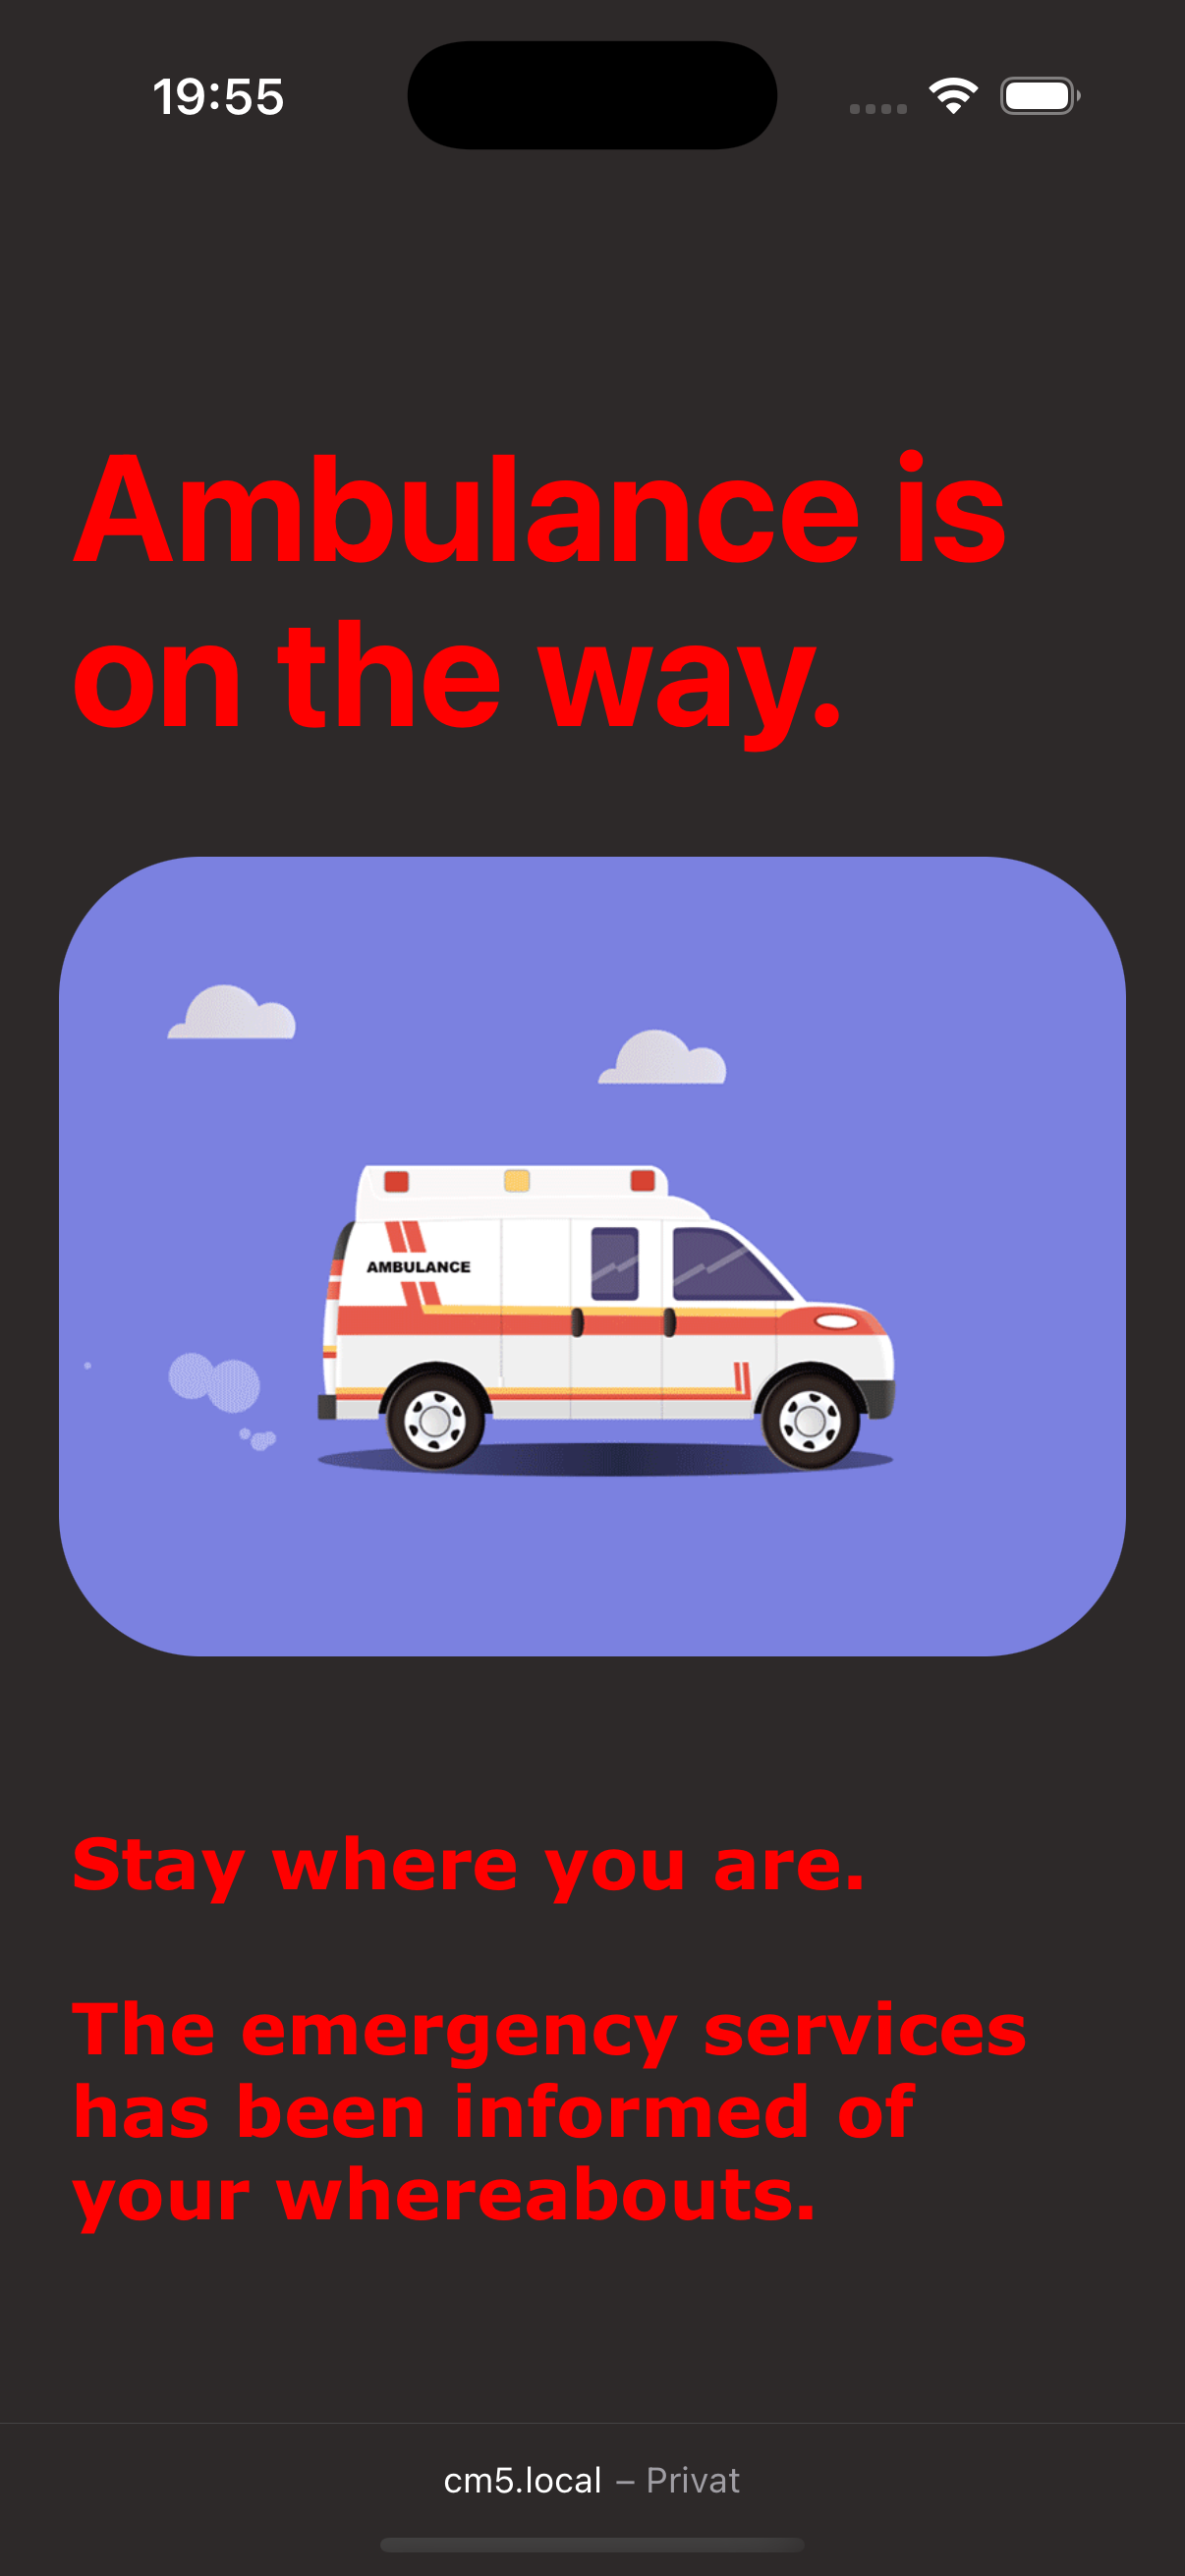 19:55
Ambulance is
on the way.
AMBULANCE
Stay where you are.
The emergency services
has been informed of
your whereabouts.
cm5.local – Privat